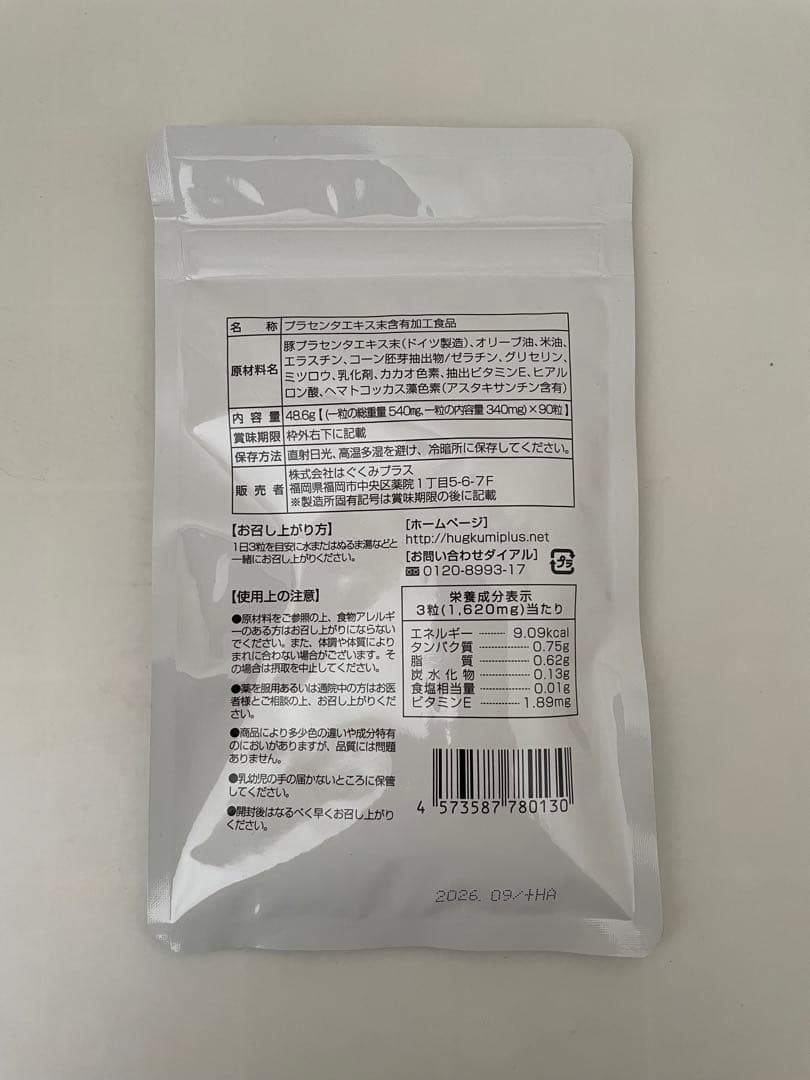 名称 プラセンタエキス末含有加工食品
原材料名 豚プラセンタエキス末(ドイツ製造)、オリーブ油、米油、
エラスチン、コーン胚芽抽出物/ゼラチン、グリセリン、
ミツロウ、乳化剤、カカオ色素、抽出ビタミンE、ヒアル
ロン酸、ヘマトコッカス藻色素(アスタキサンチン含有)
内容量 48.6g【(一粒の総重量540mg、一粒の内容量340mg)×90粒】
賞味期限 枠外右下に記載
保存方法 直射日光、高温多湿を避け、冷暗所に保存してください。
販売者 株式会社はぐくみプラス
福岡県福岡市中央区薬院1丁目5-6-7F
※製造所固有記号は賞味期限の後に記載
【お召し上がり方】
1日3粒を目安に水またはぬるま湯などと
一緒にお召し上がりください。
[ホームページ]
http://hugkumiplus.net
[お問い合わせダイアル]
0120-8993-17
プラ
【使用上の注意】
●原材料をご参照の上、食物アレルギ
ーのある方はお召し上がりにならない
でください。また、体調や体質により
まれに合わない場合がございます。そ
の場合は摂取を中止してください。
●薬を服用あるいは通院中の方はお医
者様とご相談の上、お召し上がりくださ
い。
●商品により多少色の違いや成分特有
のにおいがありますが、品質には問題
ありません。
●乳幼児の手の届かないところに保管
してください。
●開封後はなるべく早くお召し上がり
ください。
栄養成分表示
3粒(1,620mg)当たり
エネルギー 9.09kcal
タンパク質 0.75g
脂質 0.62g
炭水化物 0.13g
食塩相当量 0.01g
ビタミンE 1.89mg
4 573587 780130
2026. 09/+HA